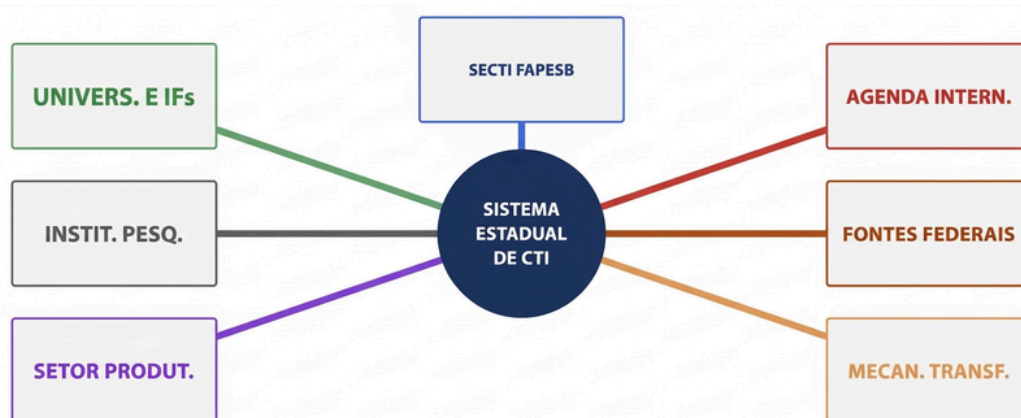 SECTI FAPESB
UNIVERS. E IFs
AGENDA INTERN.
SISTEMA
ESTADUAL
DE CTI
INSTIT. PESQ.
FONTES FEDERAIS
SETOR PRODUT.
MECAN. TRANSF.